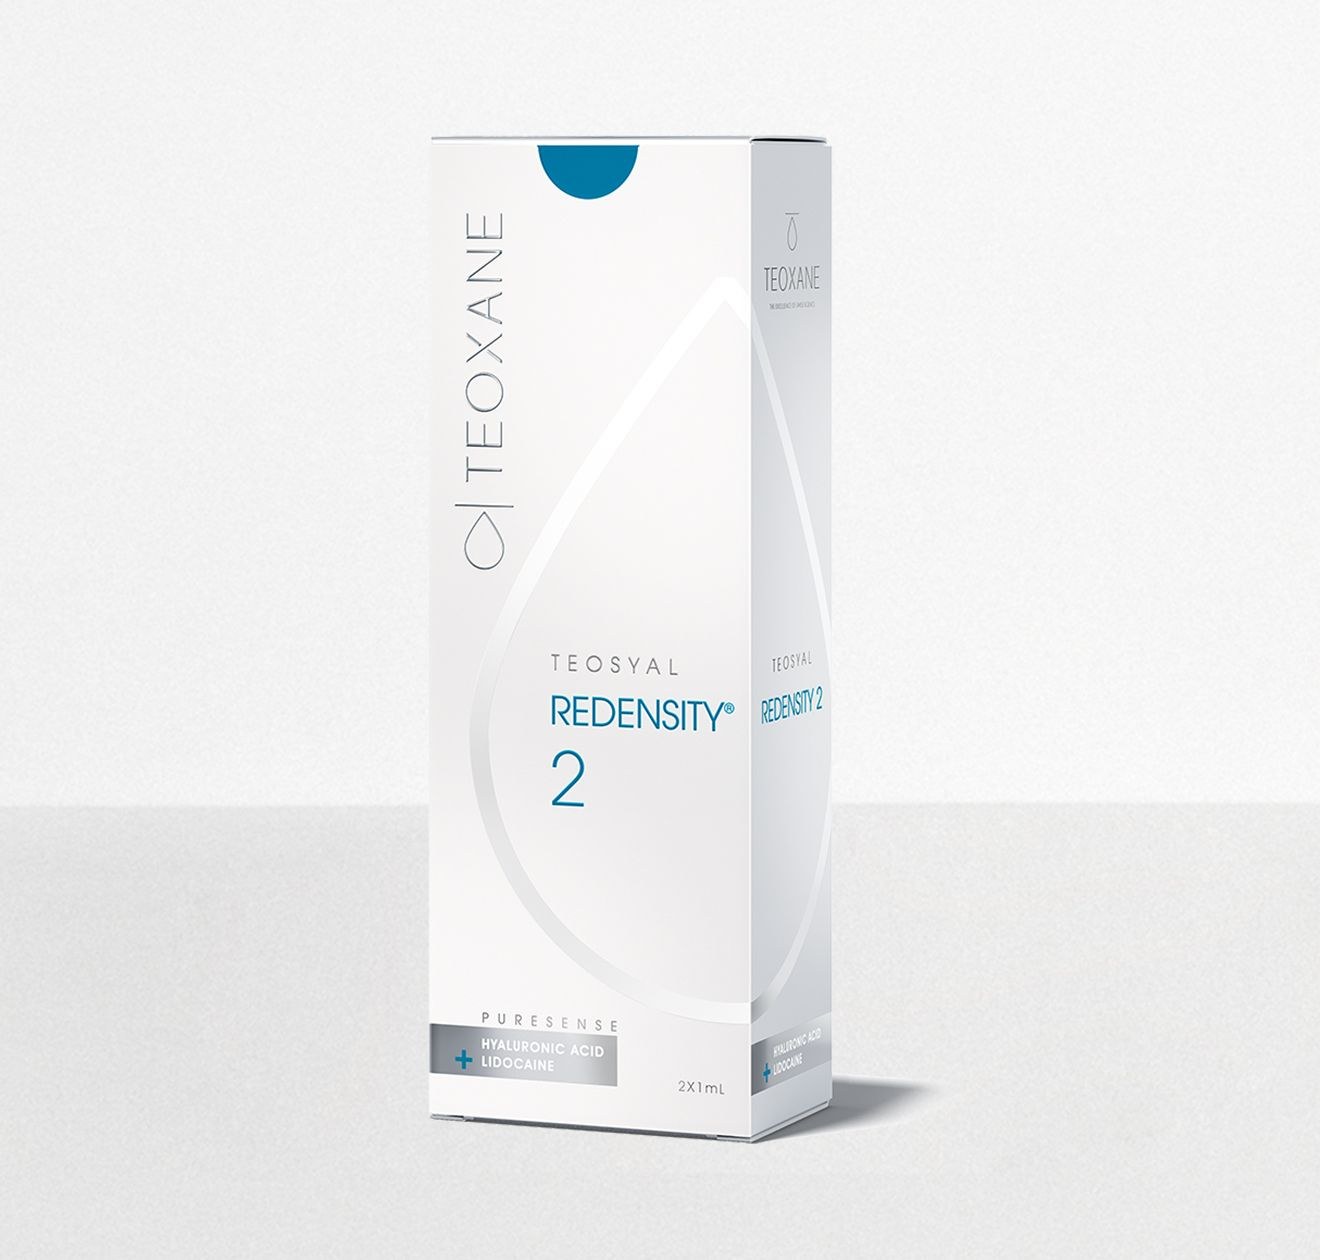 TEOXANE
TEOSYAL
REDENSITY®
2
PURESENSE
+ HYALURONIC ACID
LIDOCAINE
2X1mL
TEOXANE
TEOSYAL
REDENSITY 2
+ HYALURONIC ACID
LIDOCAINE